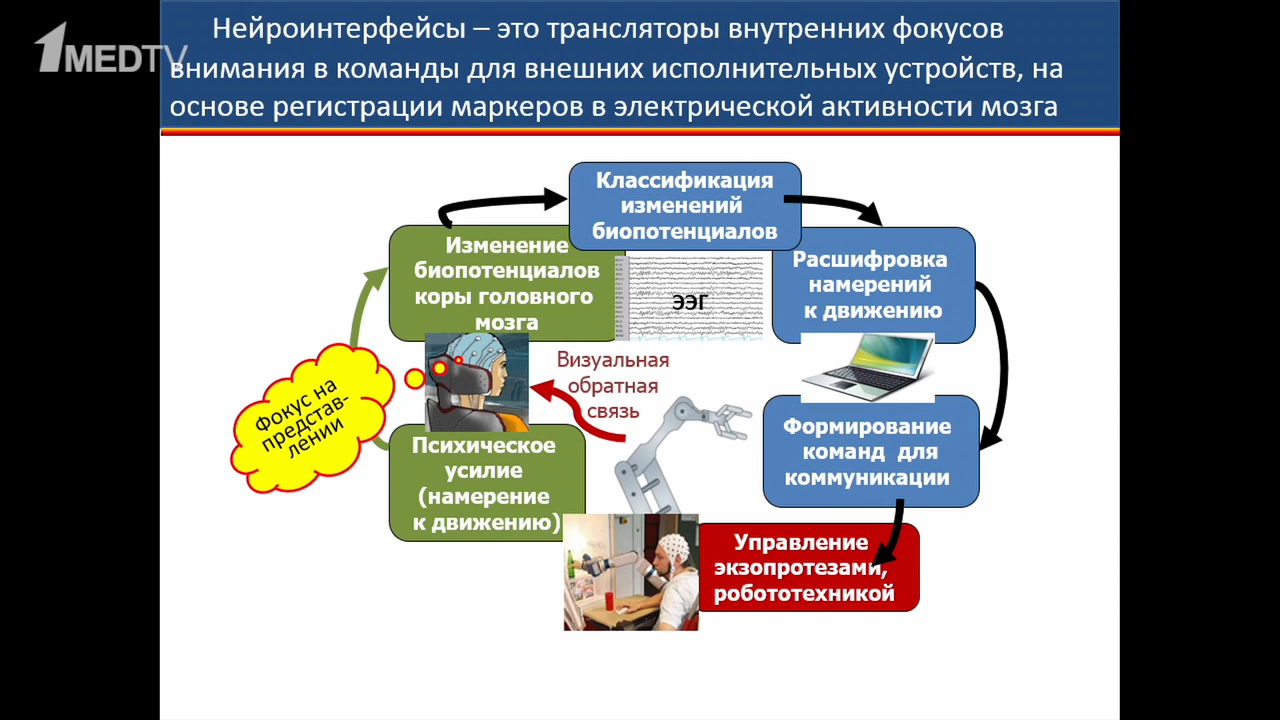 1MEDTV
Нейроинтерфейсы – это трансляторы внутренних фокусов
внимания в команды для внешних исполнительных устройств, на
основе регистрации маркеров в электрической активности мозга
Классификация
изменений
биопотенциалов
Изменение
биопотенциалов
коры головного
мозга
ЭЭГ
Расшифровка
намерений
к движению
Фокус на
представ-
лении
Визуальная
обратная
связь
Формирование
команд для
коммуникации
Психическое
усилие
(намерение
к движению)
Управление
экзопротезами,
робототехникой